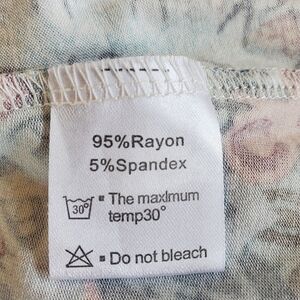 95%Rayon
5%Spandex
30° = The maxlmum
temp30°
= Do not bleach